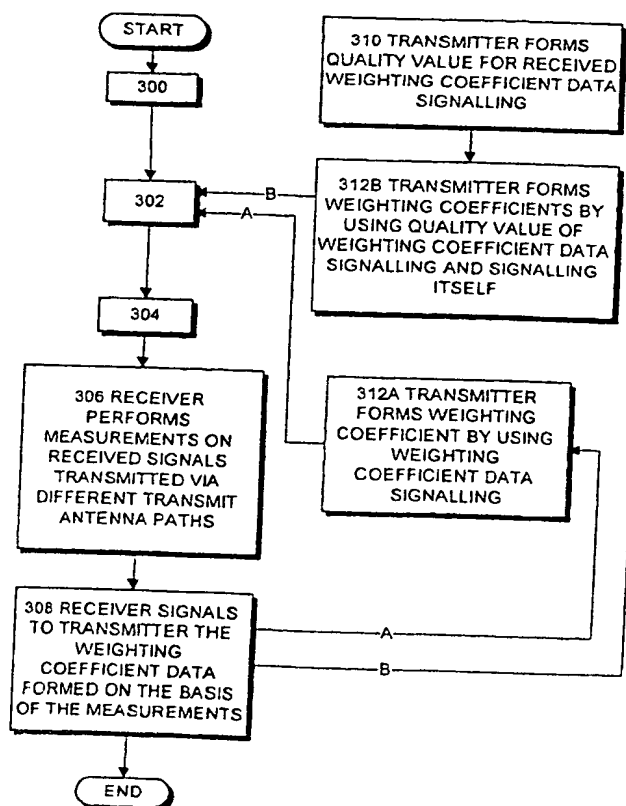 START
300
302
304
306 RECEIVER
PERFORMS
MEASUREMENTS ON
RECEIVED SIGNALS
TRANSMITTED VIA
DIFFERENT TRANSMIT
ANTENNA PATHS
308 RECEIVER SIGNALS
TO TRANSMITTER THE
WEIGHTING
COEFFICIENT DATA
FORMED ON THE BASIS
OF THE MEASUREMENTS
END
310 TRANSMITTER FORMS
QUALITY VALUE FOR RECEIVED
WEIGHTING COEFFICIENT DATA
SIGNALLING
B
A
312B TRANSMITTER FORMS
WEIGHTING COEFFICIENTS BY
USING QUALITY VALUE OF
WEIGHTING COEFFICIENT DATA
SIGNALLING AND SIGNALLING
ITSELF
312A TRANSMITTER
FORMS WEIGHTING
COEFFICIENT BY USING
WEIGHTING
COEFFICIENT DATA
SIGNALLING
A
B